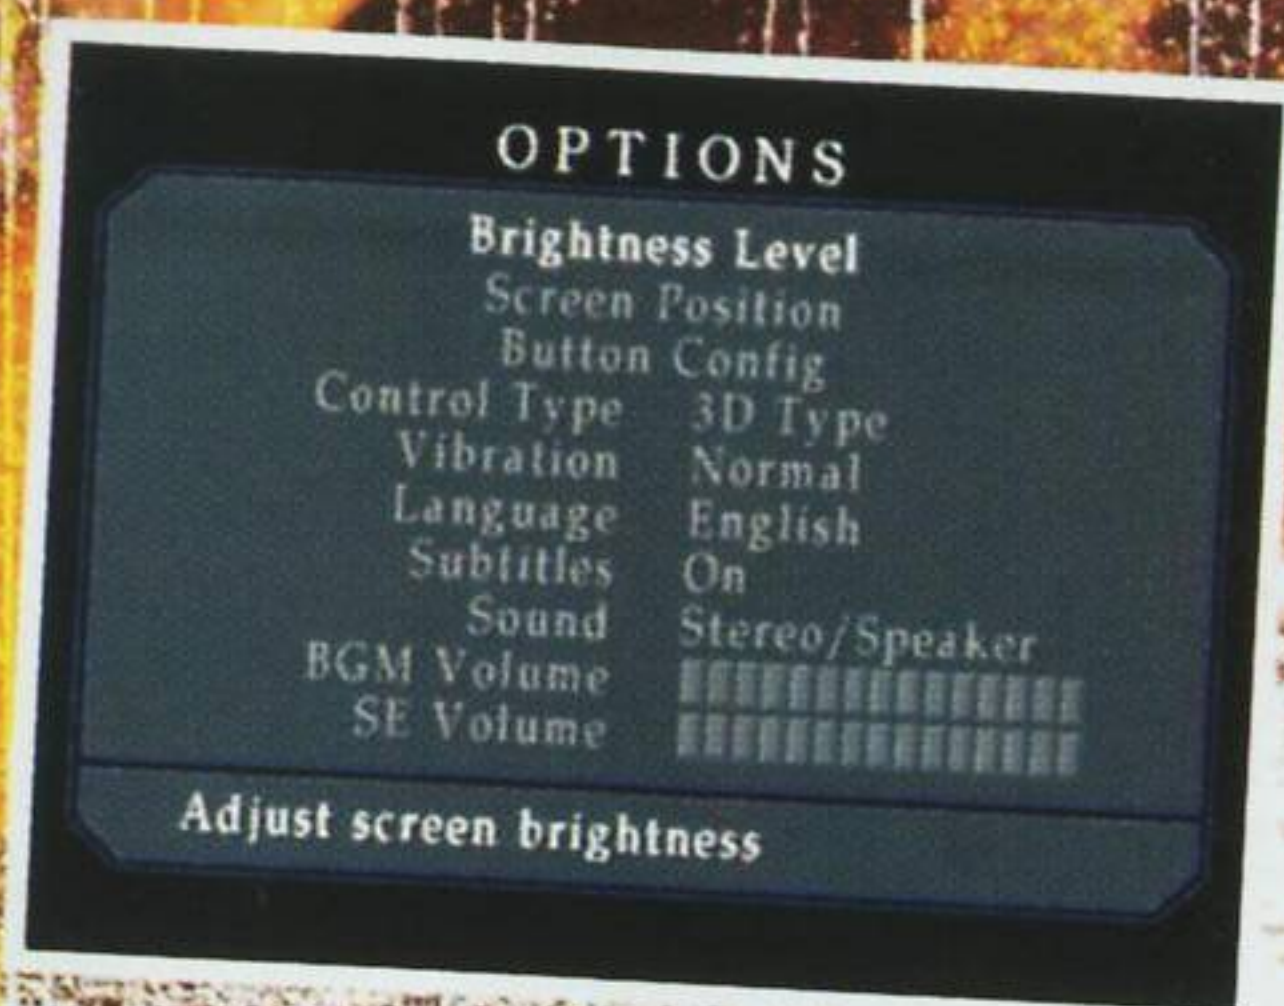 OPTIONS
Brightness Level
Screen Position
Button Config
Control Type 3D Type
Vibration Normal
Language English
Subtitles On
Sound Stereo/Speaker
BGM Volume
SE Volume
Adjust screen brightness